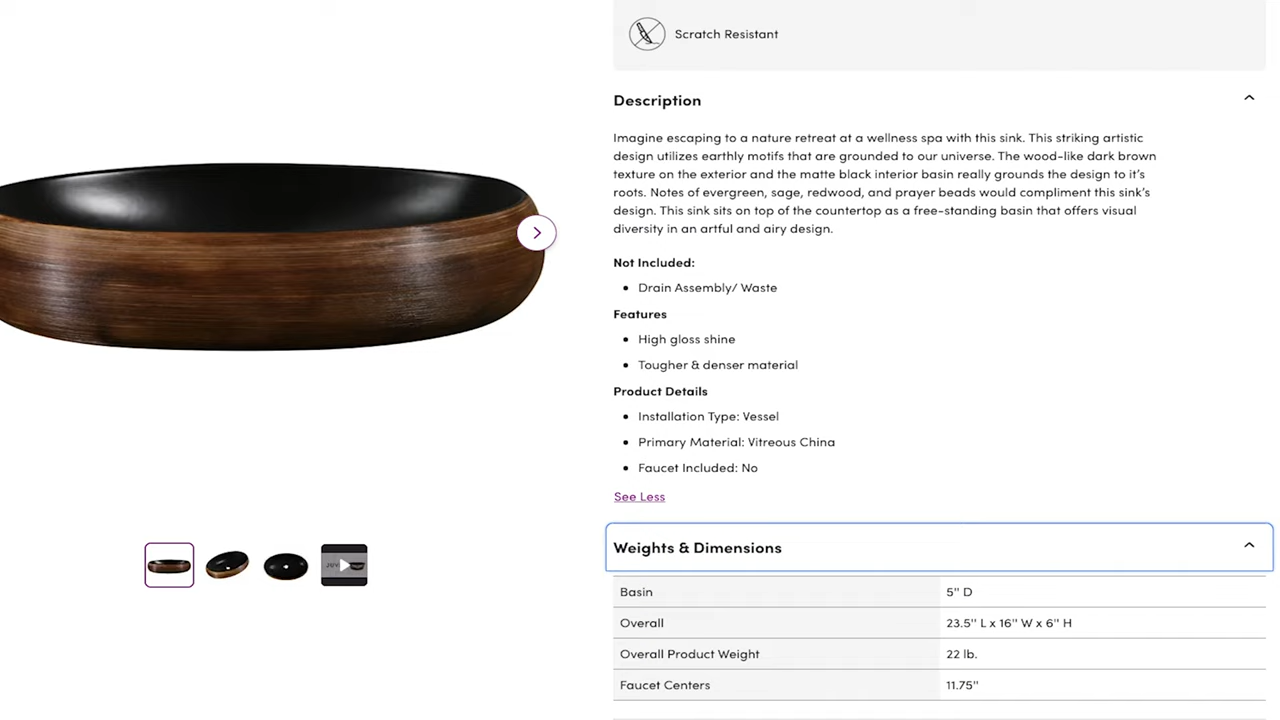 Scratch Resistant
Description
Imagine escaping to a nature retreat at a wellness spa with this sink. This striking artistic
design utilizes earthly motifs that are grounded to our universe. The wood-like dark brown
texture on the exterior and the matte black interior basin really grounds the design to it's
roots. Notes of evergreen, sage, redwood, and prayer beads would compliment this sink's
design. This sink sits on top of the countertop as a free-standing basin that offers visual
diversity in an artful and airy design.
Not Included:
Drain Assembly/ Waste
Features
High gloss shine
Tougher & denser material
Product Details
Installation Type: Vessel
Primary Material: Vitreous China
Faucet Included: No
See Less
Weights & Dimensions
Basin 5'' D
Overall 23.5'' L x 16'' W x 6'' H
Overall Product Weight 22 lb.
Faucet Centers 11.75''